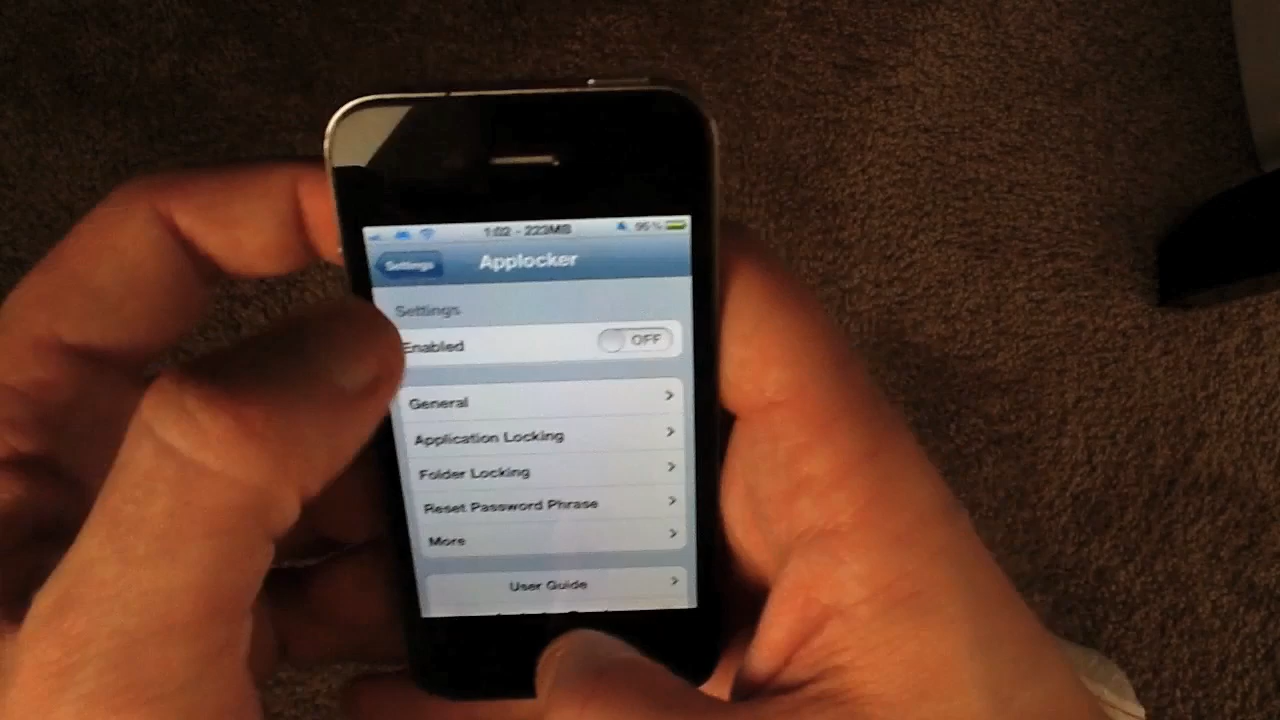 1:02 - 223MB 95%
Settings Applocker
Settings
Enabled OFF
General
Application Locking
Folder Locking
Reset Password Phrase
More
User Guide